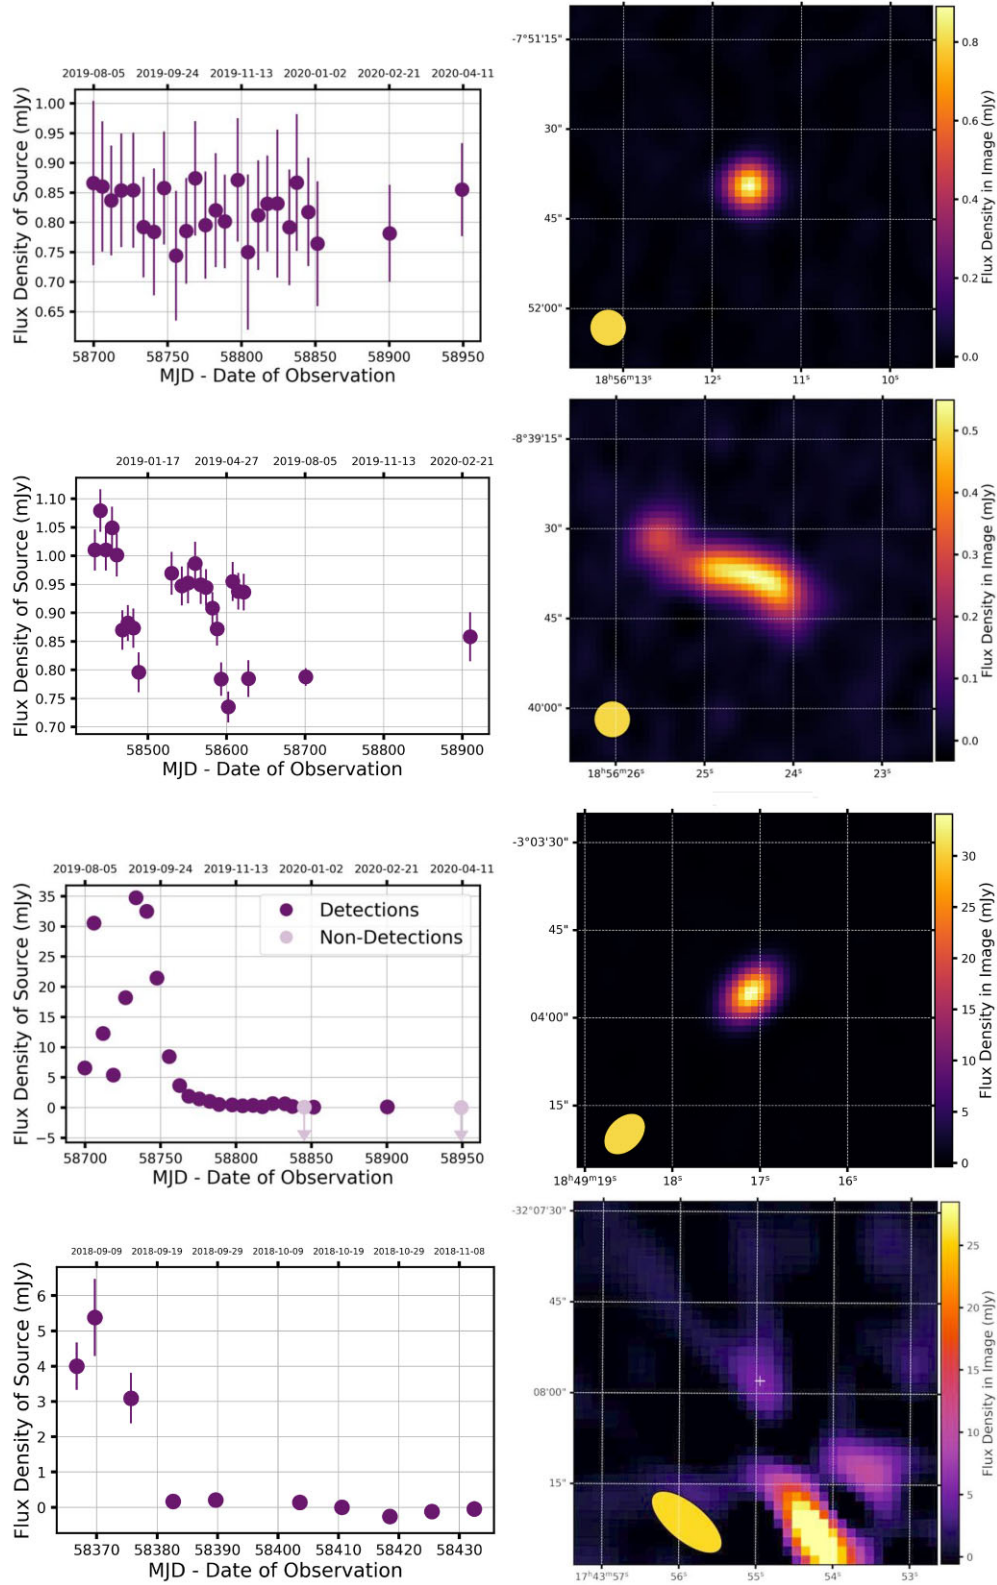 2019-08-05 2019-09-24 2019-11-13 2020-01-02 2020-02-21 2020-04-11
Flux Density of Source (mJy)
1.00
0.95
0.90
0.85
0.80
0.75
0.70
0.65
58700 58750 58800 58850 58900 58950
MJD - Date of Observation
-7°51'15"
30"
45"
52'00"
18ʰ56ᵐ13ˢ 12ˢ 11ˢ 10ˢ
0.8
0.6
0.4
0.2
0.0
Flux Density in Image (mJy)
2019-01-17 2019-04-27 2019-08-05 2019-11-13 2020-02-21
Flux Density of Source (mJy)
1.10
1.05
1.00
0.95
0.90
0.85
0.80
0.75
0.70
58500 58600 58700 58800 58900
MJD - Date of Observation
-8°39'15"
30"
45"
40'00"
18ʰ56ᵐ26ˢ 25ˢ 24ˢ 23ˢ
0.5
0.4
0.3
0.2
0.1
0.0
Flux Density in Image (mJy)
2019-08-05 2019-09-24 2019-11-13 2020-01-02 2020-02-21 2020-04-11
Flux Density of Source (mJy)
35
30
25
20
15
10
5
0
−5
Detections
Non-Detections
58700 58750 58800 58850 58900 58950
MJD - Date of Observation
-3°03'30"
45"
04'00"
15"
18ʰ49ᵐ19ˢ 18ˢ 17ˢ 16ˢ
30
25
20
15
10
5
0
Flux Density in Image (mJy)
2018-09-09 2018-09-19 2018-09-29 2018-10-09 2018-10-19 2018-10-29 2018-11-08
Flux Density of Source (mJy)
6
5
4
3
2
1
0
58370 58380 58390 58400 58410 58420 58430
MJD - Date of Observation
-32°07'30"
45"
08'00"
15"
17ʰ43ᵐ57ˢ 56ˢ 55ˢ 54ˢ 53ˢ
25
20
15
10
5
0
Flux Density in Image (mJy)